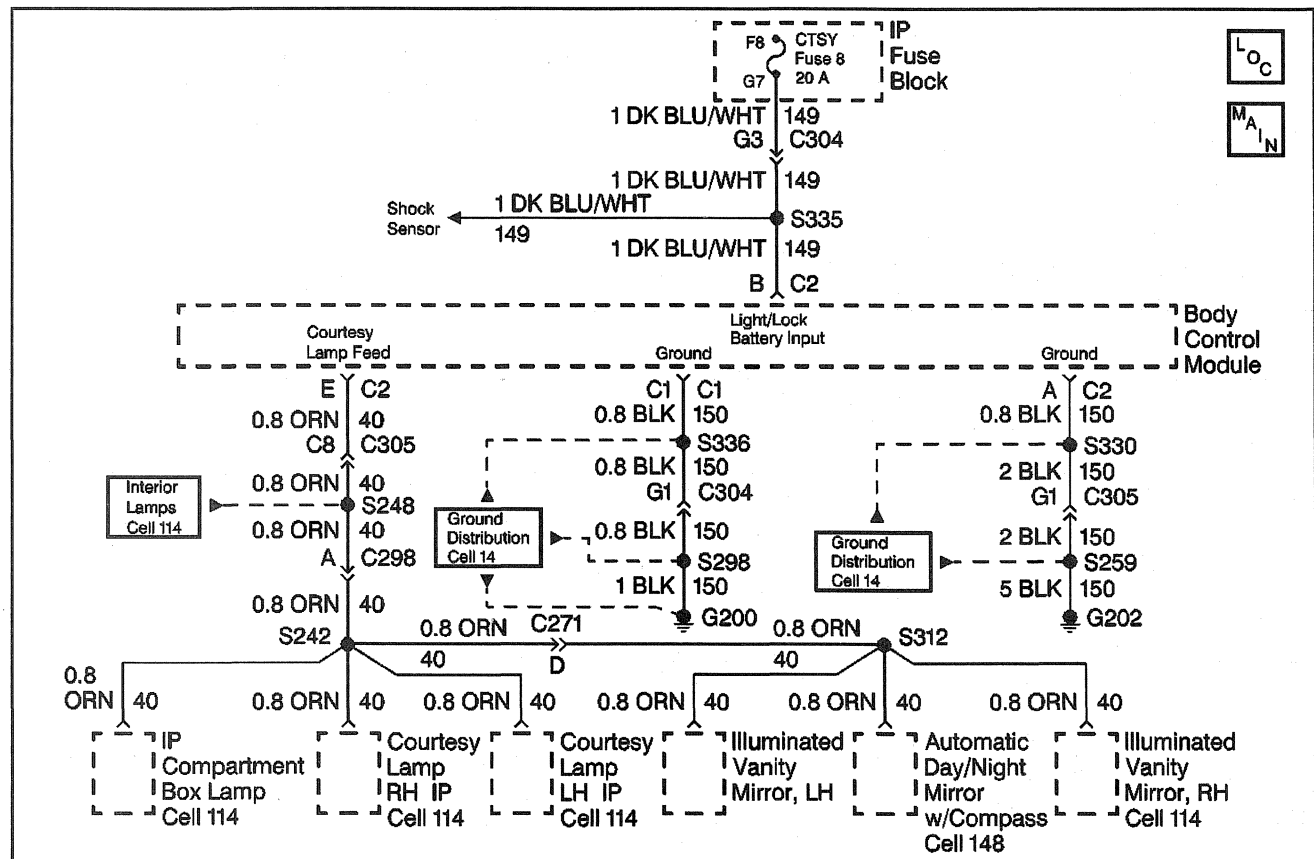 F8 CTSY
Fuse 8
G7 20 A
IP
Fuse
Block
LOC
MAIN
1 DK BLU/WHT 149
G3 C304
1 DK BLU/WHT 149
Shock
Sensor
1 DK BLU/WHT
149
S335
1 DK BLU/WHT 149
B C2
Light/Lock
Battery Input
Courtesy
Lamp Feed
Ground
Ground
Body
Control
Module
E C2
0.8 ORN 40
C8 C305
0.8 ORN 40
S248
Interior
Lamps
Cell 114
0.8 ORN 40
A C298
0.8 ORN 40
S242
C1 C1
0.8 BLK 150
S336
0.8 BLK 150
G1 C304
Ground
Distribution
Cell 14
0.8 BLK 150
S298
1 BLK 150
G200
A C2
0.8 BLK 150
S330
2 BLK 150
G1 C305
Ground
Distribution
Cell 14
2 BLK 150
S259
5 BLK 150
G202
0.8 ORN C271 0.8 ORN
S312
40 D 40
0.8
ORN 40
0.8 ORN 40
0.8 ORN 40
0.8 ORN 40
0.8 ORN 40
0.8 ORN 40
IP
Compartment
Box Lamp
Cell 114
Courtesy
Lamp
RH IP
Cell 114
Courtesy
Lamp
LH IP
Cell 114
Illuminated
Vanity
Mirror, LH
Automatic
Day/Night
Mirror
w/Compass
Cell 148
Illuminated
Vanity
Mirror, RH
Cell 114